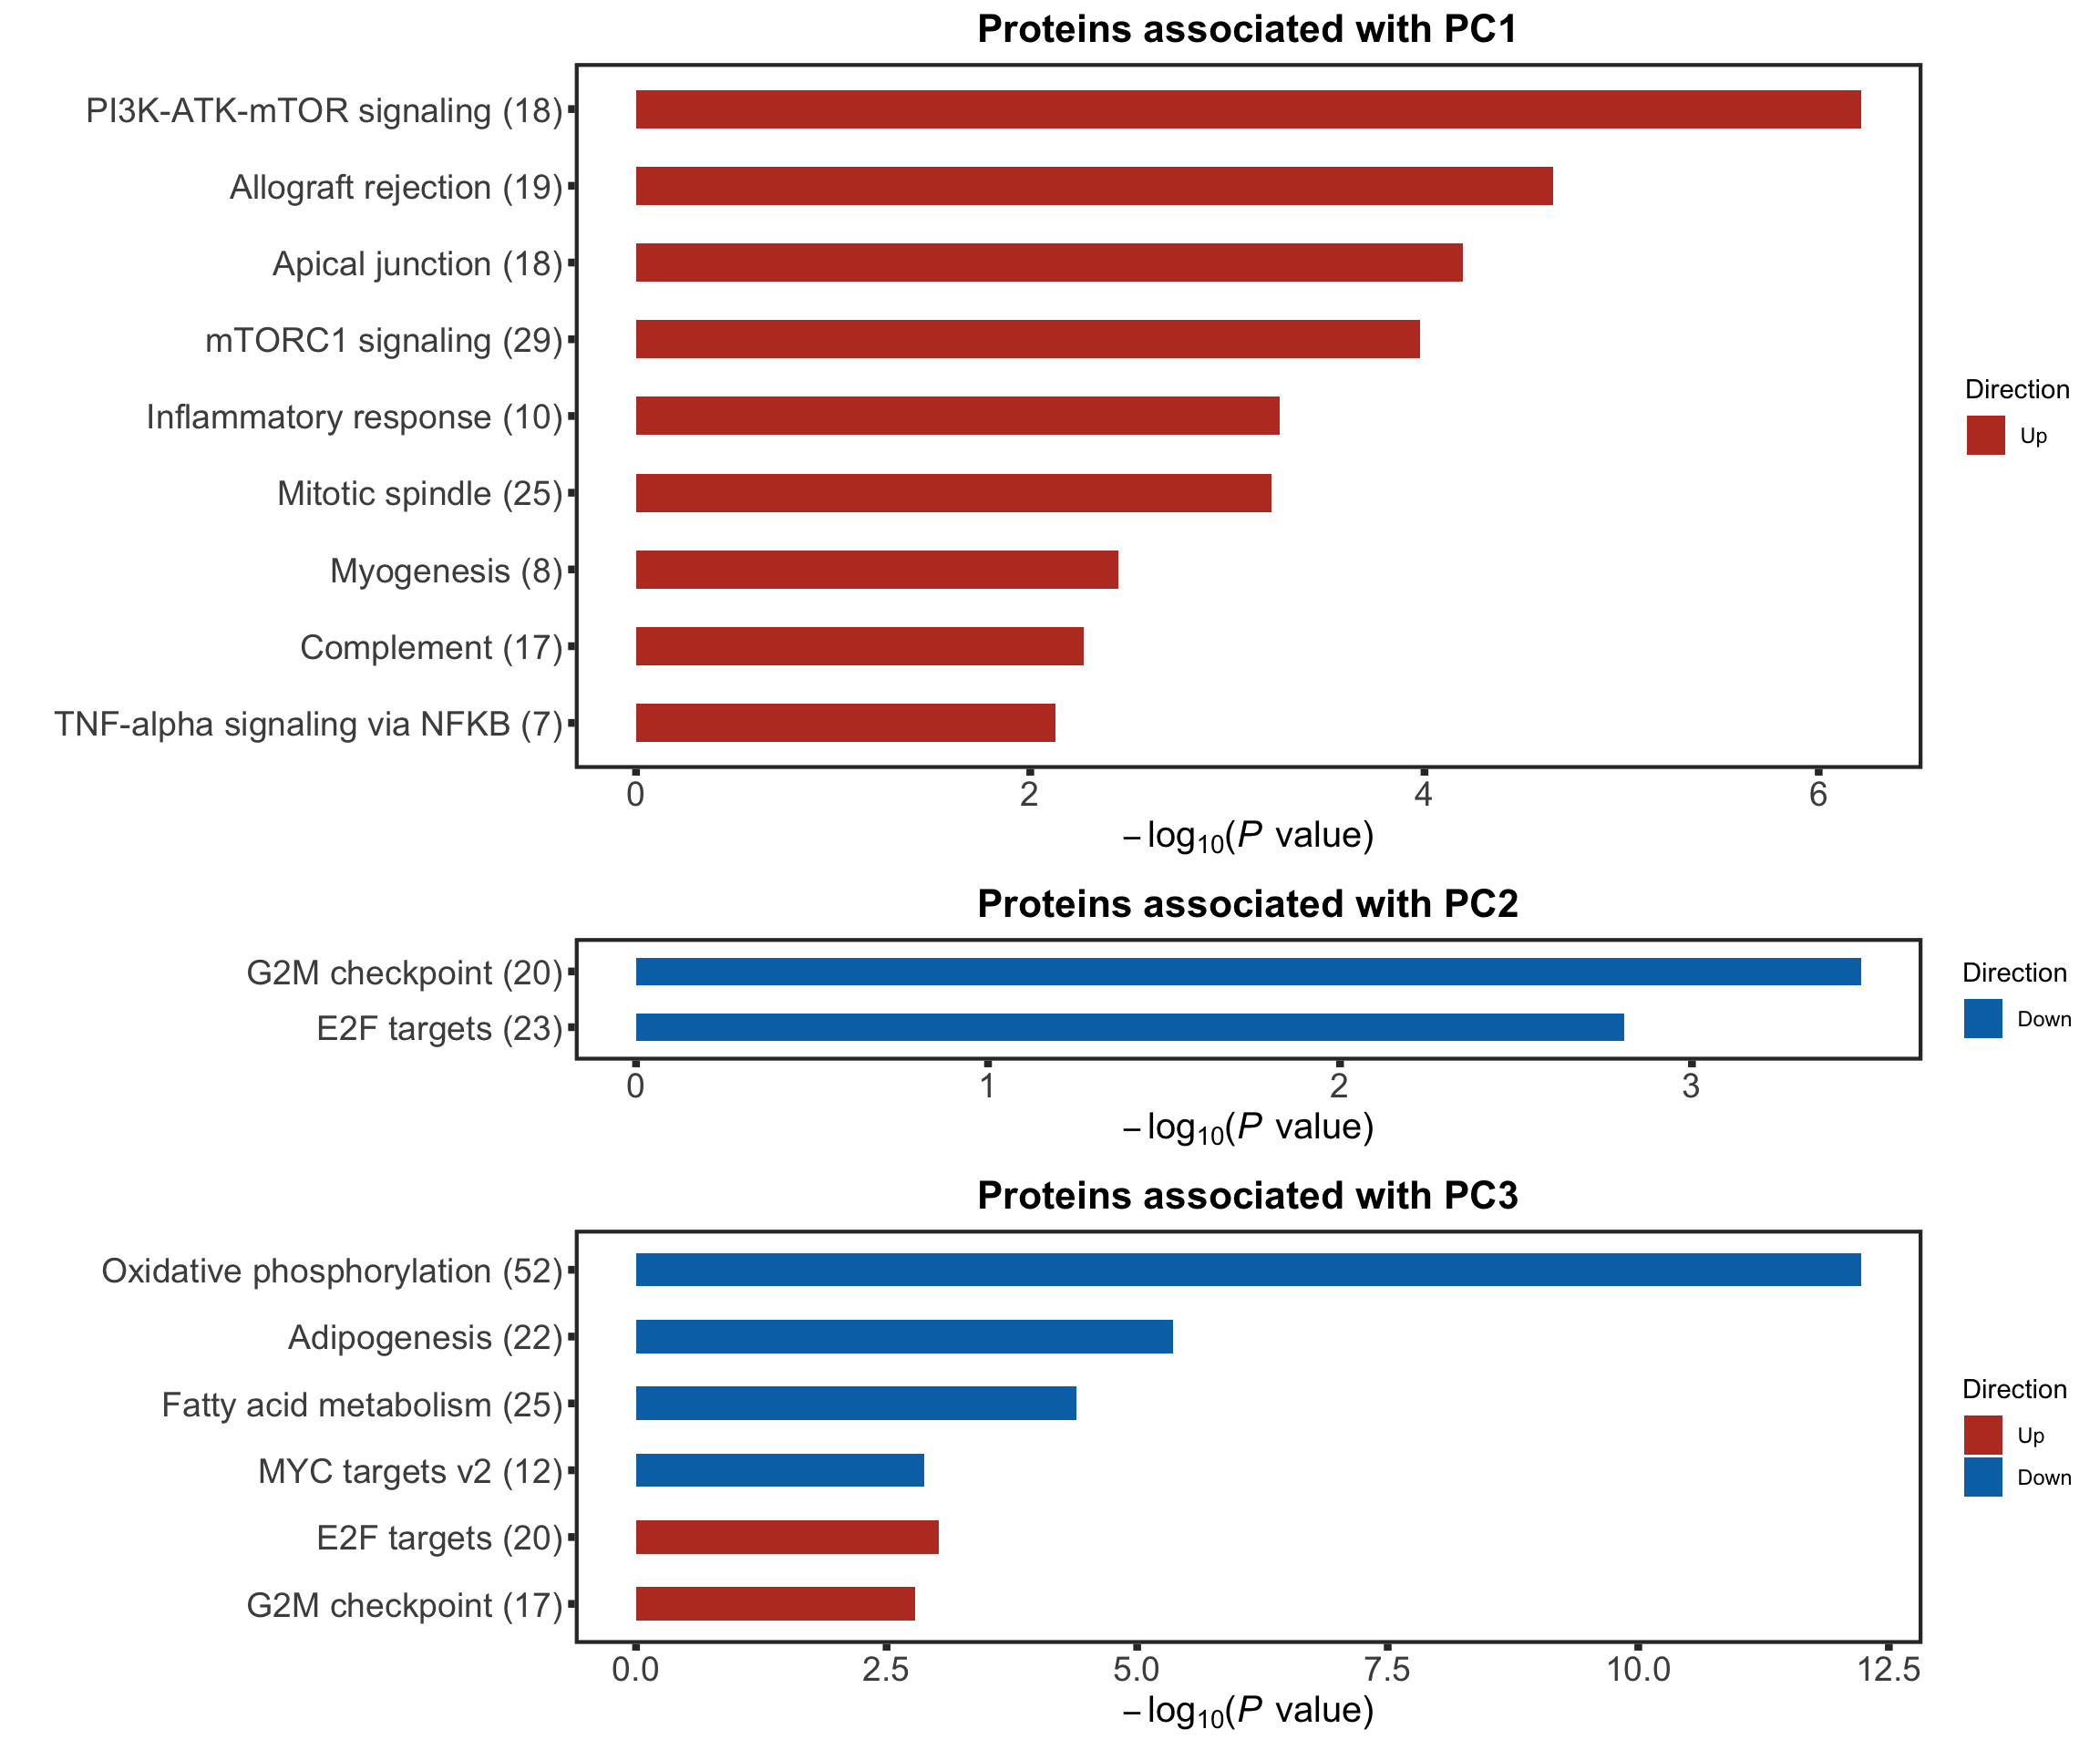 Proteins associated with PC1
PI3K-ATK-mTOR signaling (18)
Allograft rejection (19)
Apical junction (18)
mTORC1 signaling (29)
Inflammatory response (10)
Mitotic spindle (25)
Myogenesis (8)
Complement (17)
TNF-alpha signaling via NFKB (7)
0 2 4 6
−log10(P value)
Direction
Up
Proteins associated with PC2
G2M checkpoint (20)
E2F targets (23)
0 1 2 3
−log10(P value)
Direction
Down
Proteins associated with PC3
Oxidative phosphorylation (52)
Adipogenesis (22)
Fatty acid metabolism (25)
MYC targets v2 (12)
E2F targets (20)
G2M checkpoint (17)
0.0 2.5 5.0 7.5 10.0 12.5
−log10(P value)
Direction
Up
Down